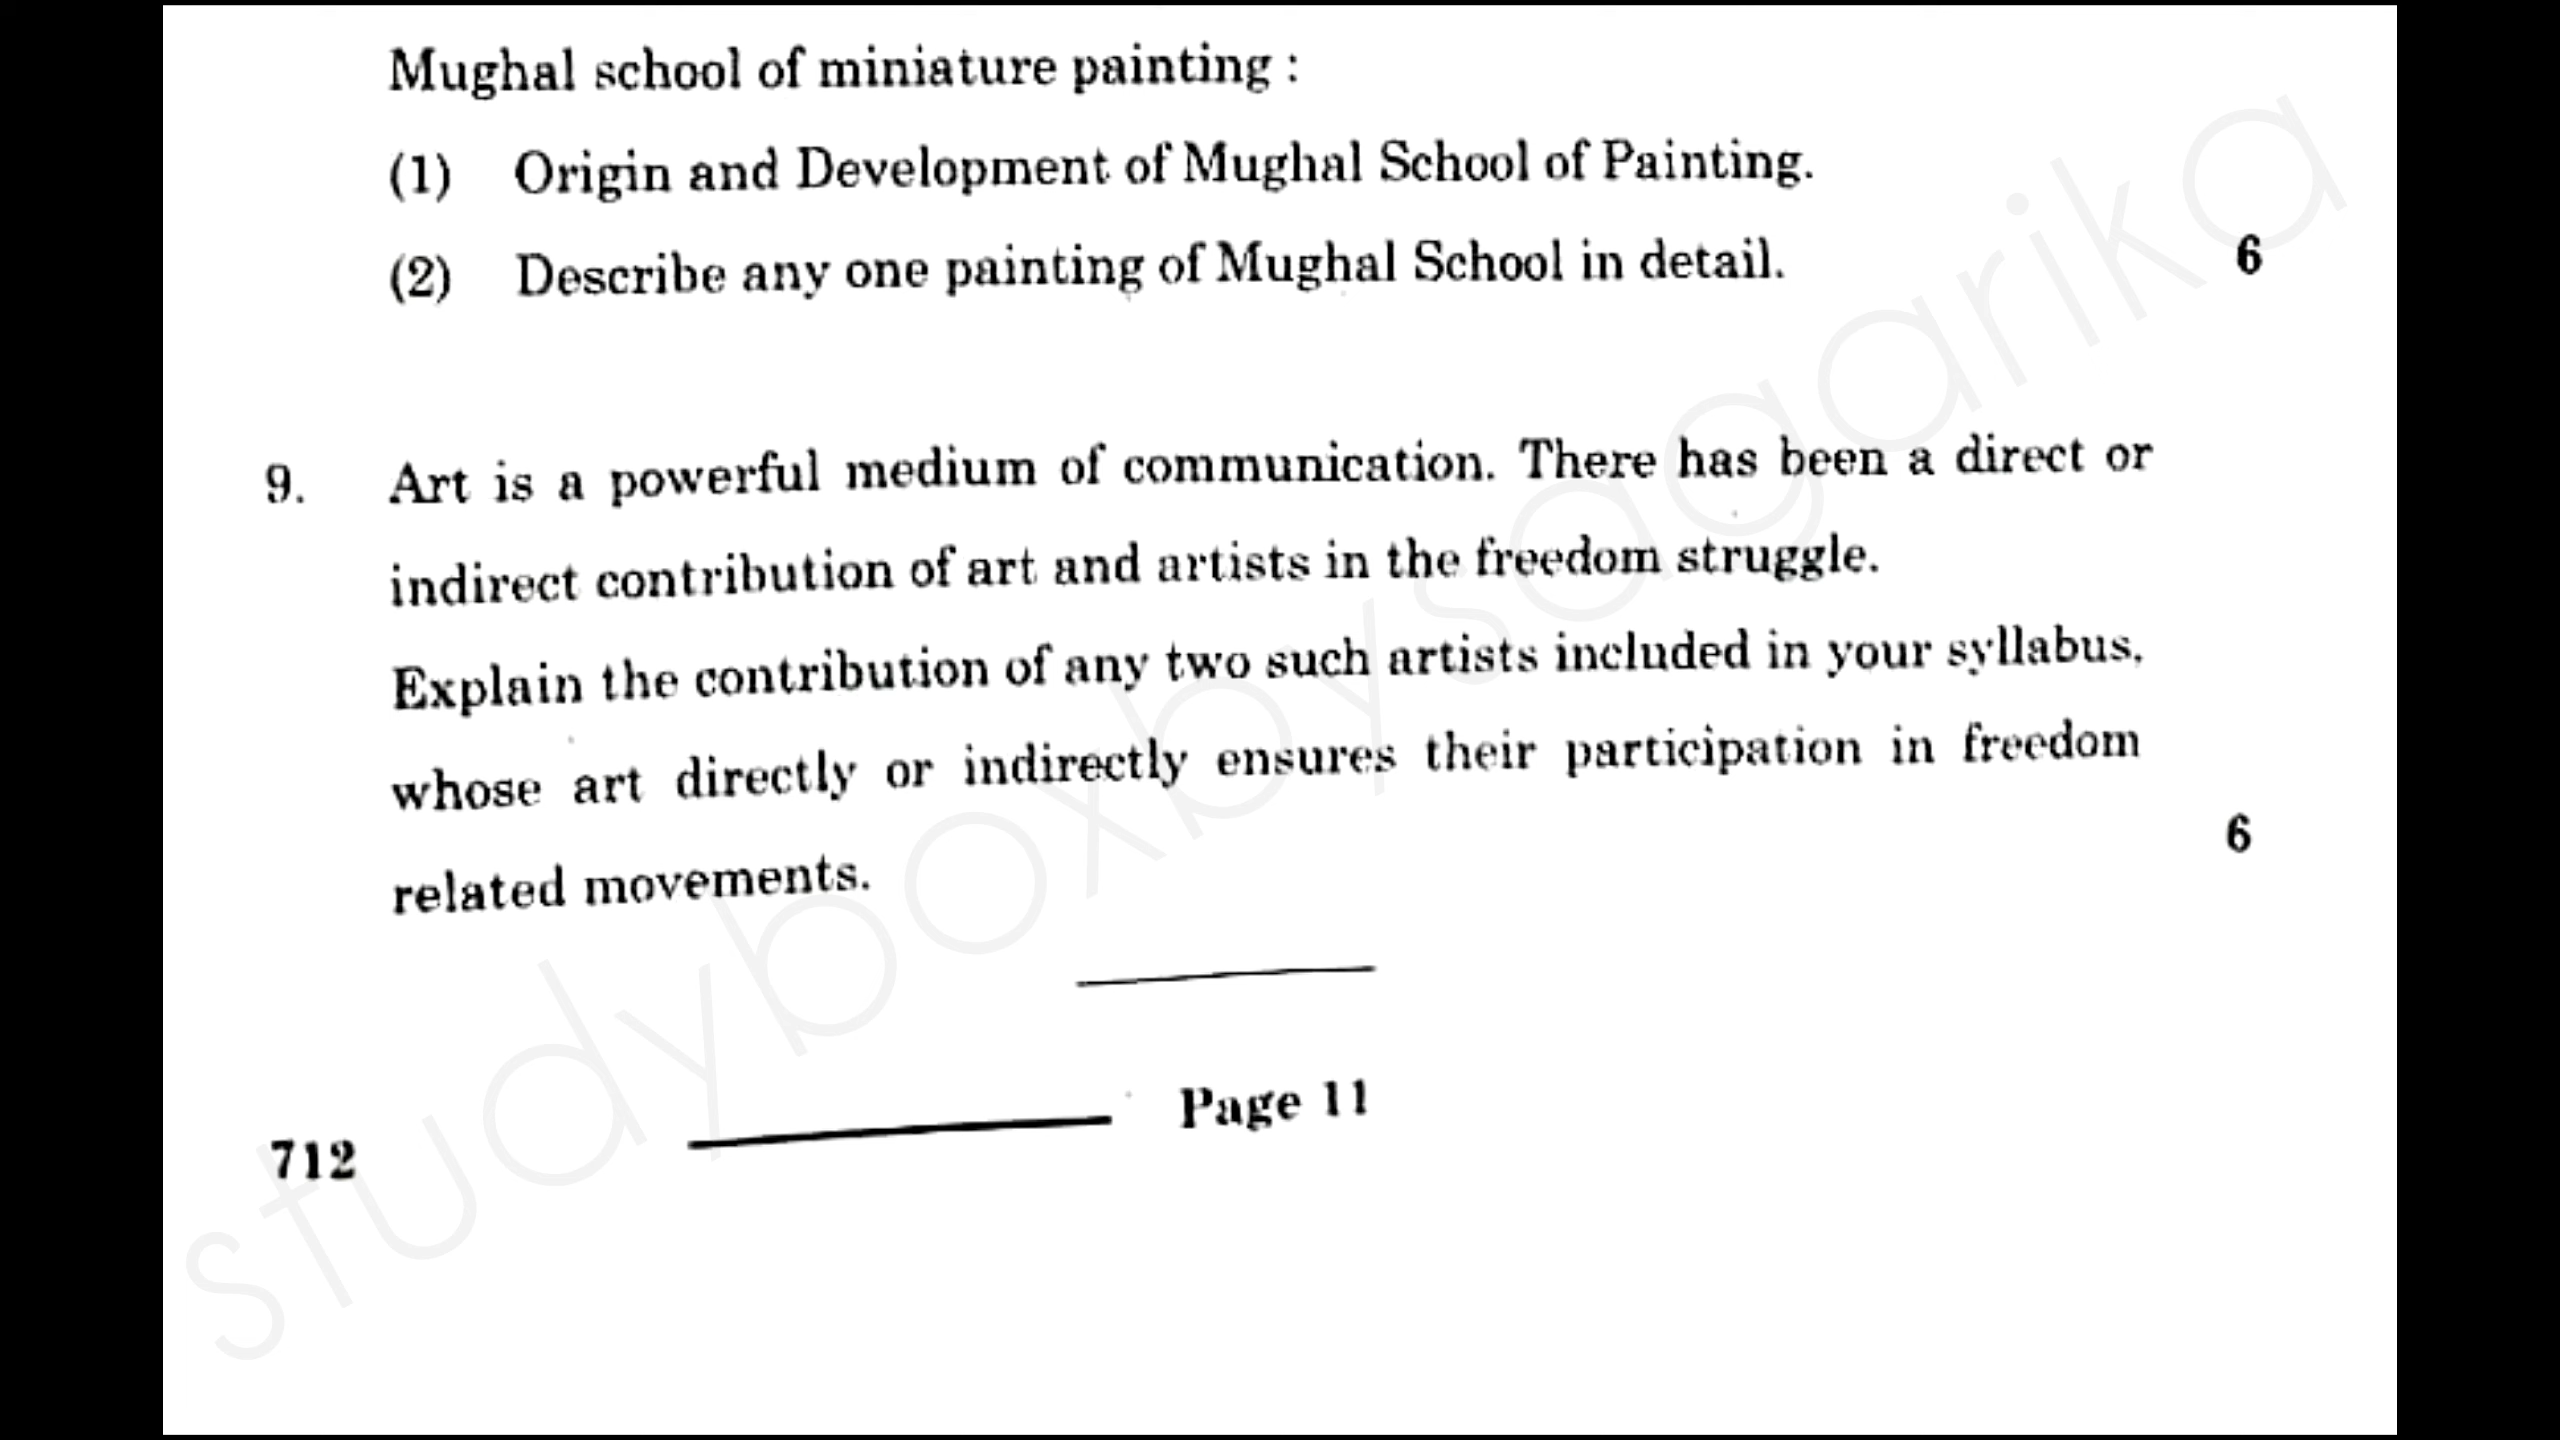 Mughal school of miniature painting :
(1) Origin and Development of Mughal School of Painting.
(2) Describe any one painting of Mughal School in detail. 6
9. Art is a powerful medium of communication. There has been a direct or
indirect contribution of art and artists in the freedom struggle.
Explain the contribution of any two such artists included in your syllabus,
whose art directly or indirectly ensures their participation in freedom
related movements. 6
712 Page 11
studyboxbysagarika